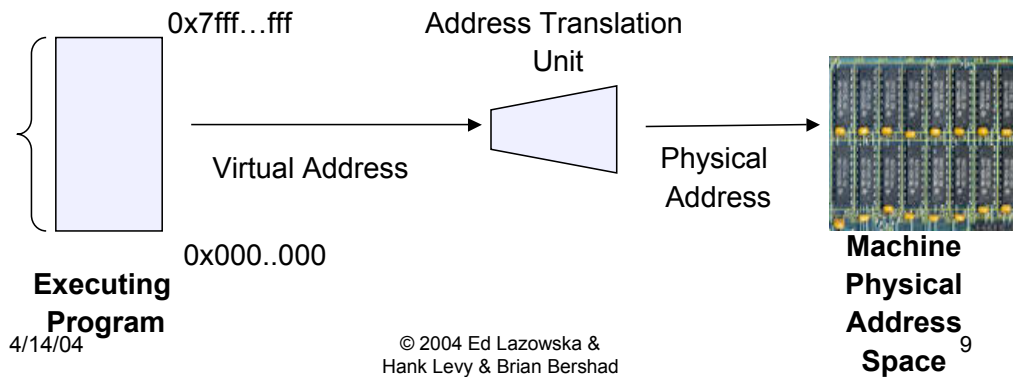 0x7fff…fff
Address Translation
Unit
Virtual Address
Physical
Address
0x000..000
Executing
Program
Machine
Physical
Address
Space
4/14/04
© 2004 Ed Lazowska &
Hank Levy & Brian Bershad
9